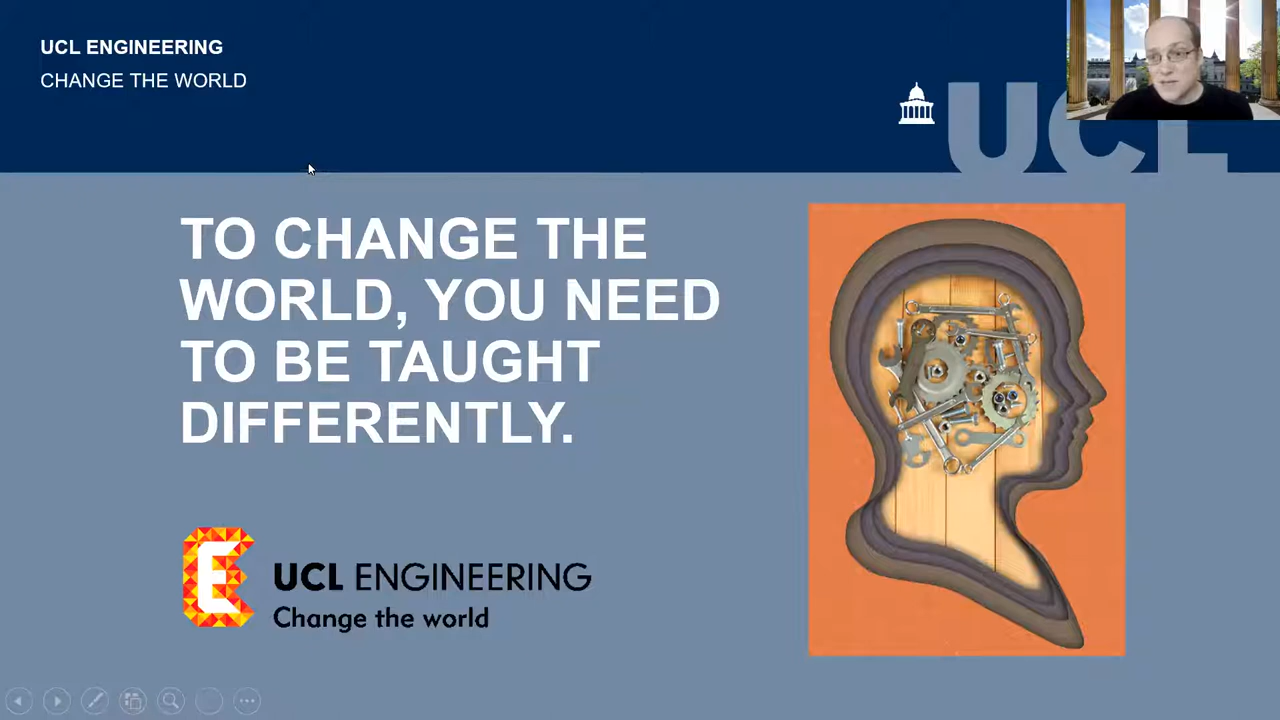 UCL ENGINEERING
CHANGE THE WORLD
UCL
TO CHANGE THE
WORLD, YOU NEED
TO BE TAUGHT
DIFFERENTLY.
E
UCL ENGINEERING
Change the world